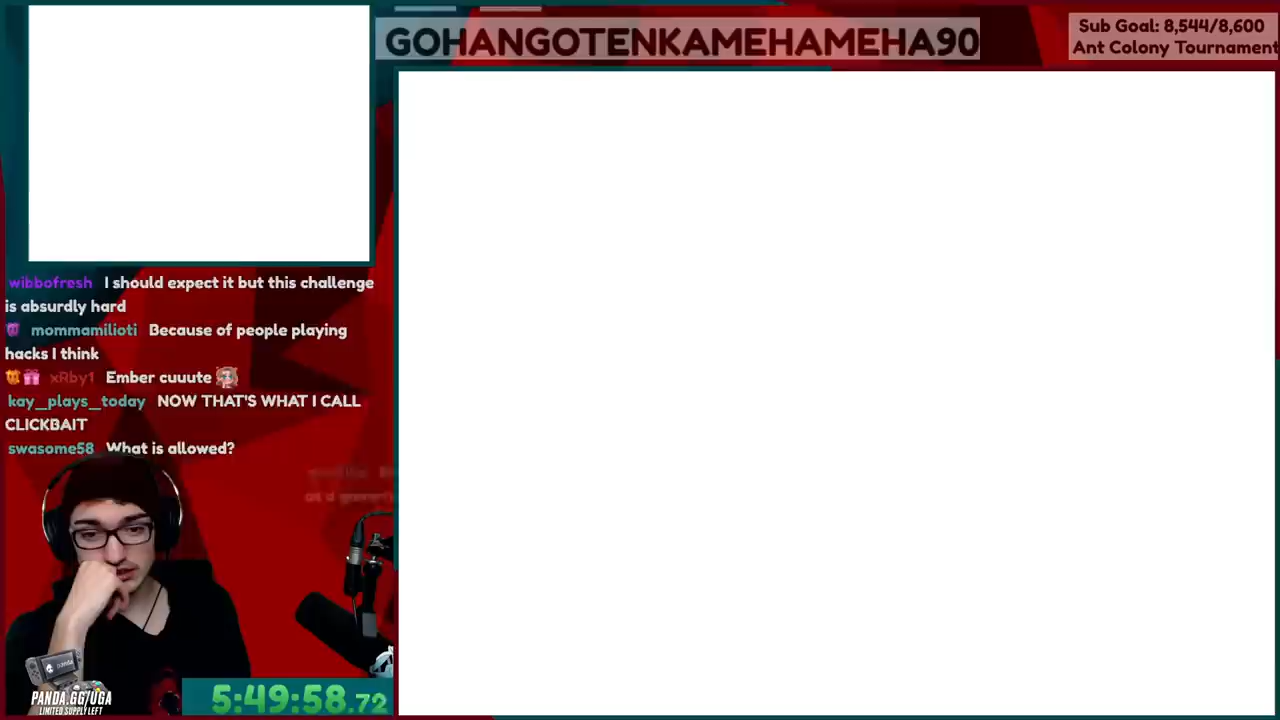 GOHANGOTENKAMEHAMEHA90
Sub Goal: 8,544/8,600
Ant Colony Tournament
wibbofresh I should expect it but this challenge
is absurdly hard
mommamilioti Because of people playing
hacks I think
xRby1 Ember cuuute
kay_plays_today NOW THAT'S WHAT I CALL
CLICKBAIT
swasome58 What is allowed?
PANDA.GG/UGA
LIMITED SUPPLY LEFT
5:49:58.72